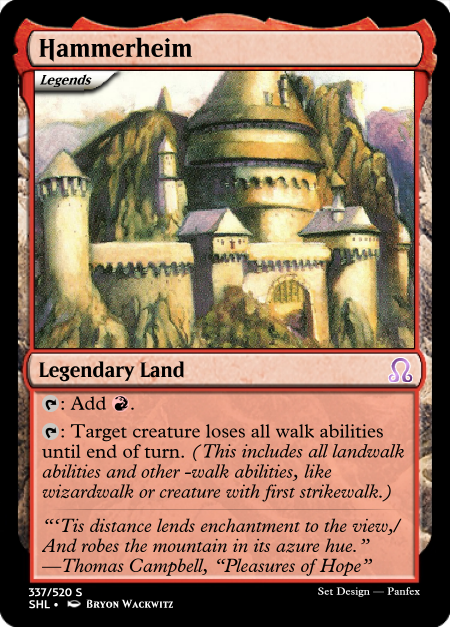 Hammerheim
Legends
Legendary Land
: Add .
: Target creature loses all walk abilities
until end of turn. (This includes all landwalk
abilities and other -walk abilities, like
wizardwalk or creature with first strikewalk.)
“‘Tis distance lends enchantment to the view,/
And robes the mountain in its azure hue.”
—Thomas Campbell, “Pleasures of Hope”
337/520 S
Set Design — Panfex
SHL • Bryon Wackwitz